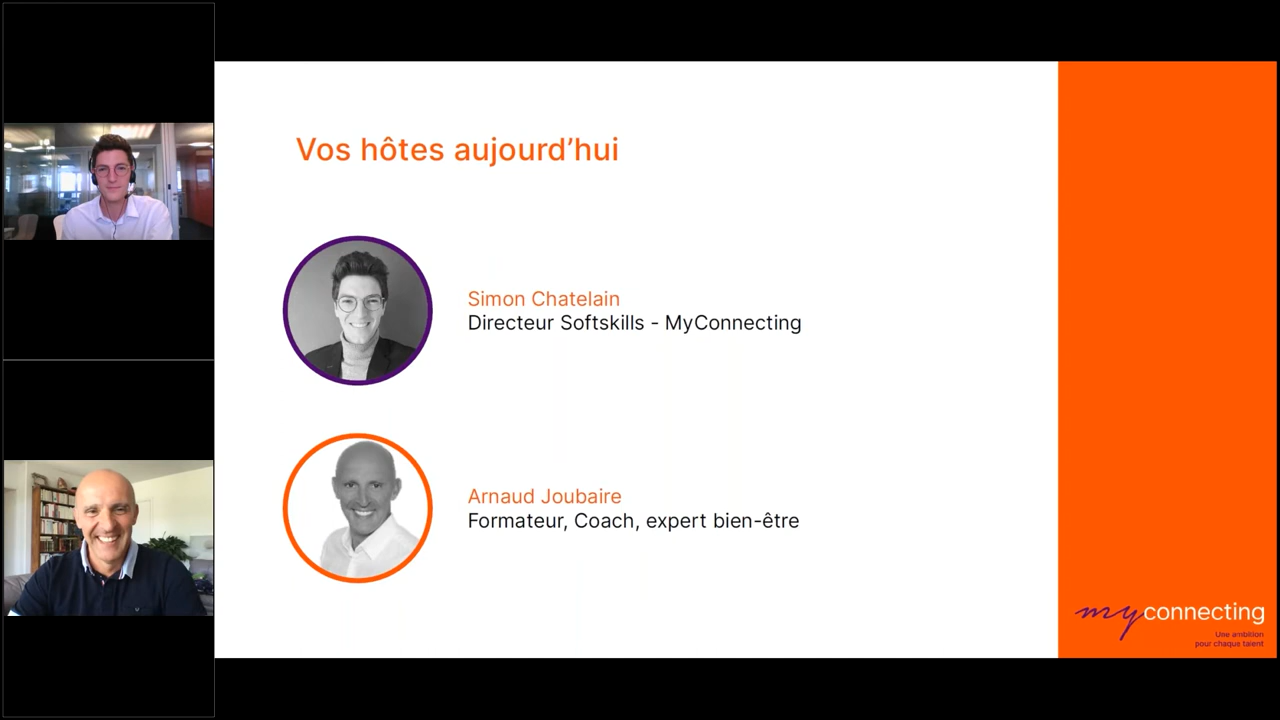 Vos hôtes aujourd’hui
Simon Chatelain
Directeur Softskills - MyConnecting
Arnaud Joubaire
Formateur, Coach, expert bien-être
myconnecting
Une ambition
pour chaque talent